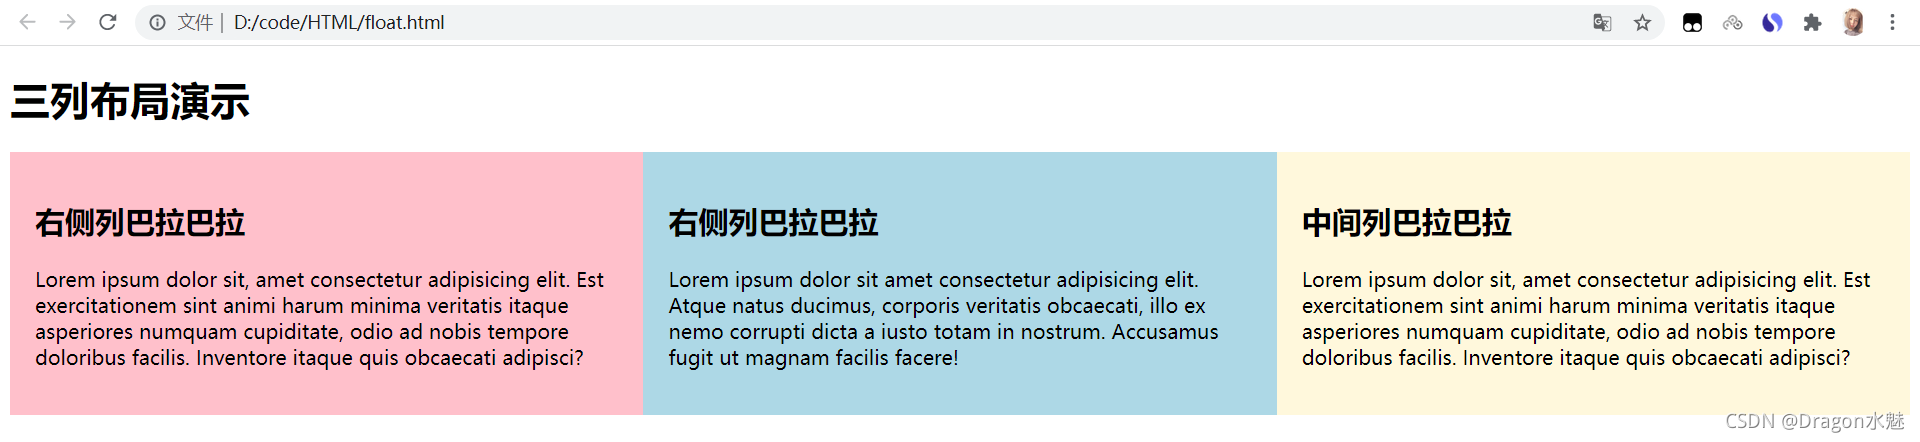 文件 | D:/code/HTML/float.html
三列布局演示
右侧列巴拉巴拉
Lorem ipsum dolor sit, amet consectetur adipisicing elit. Est
exercitationem sint animi harum minima veritatis itaque
asperiores numquam cupiditate, odio ad nobis tempore
doloribus facilis. Inventore itaque quis obcaecati adipisci?
右侧列巴拉巴拉
Lorem ipsum dolor sit amet consectetur adipisicing elit.
Atque natus ducimus, corporis veritatis obcaecati, illo ex
nemo corrupti dicta a iusto totam in nostrum. Accusamus
fugit ut magnam facilis facere!
中间列巴拉巴拉
Lorem ipsum dolor sit, amet consectetur adipisicing elit. Est
exercitationem sint animi harum minima veritatis itaque
asperiores numquam cupiditate, odio ad nobis tempore
doloribus facilis. Inventore itaque quis obcaecati adipisci?
CSDN @Dragon水魅